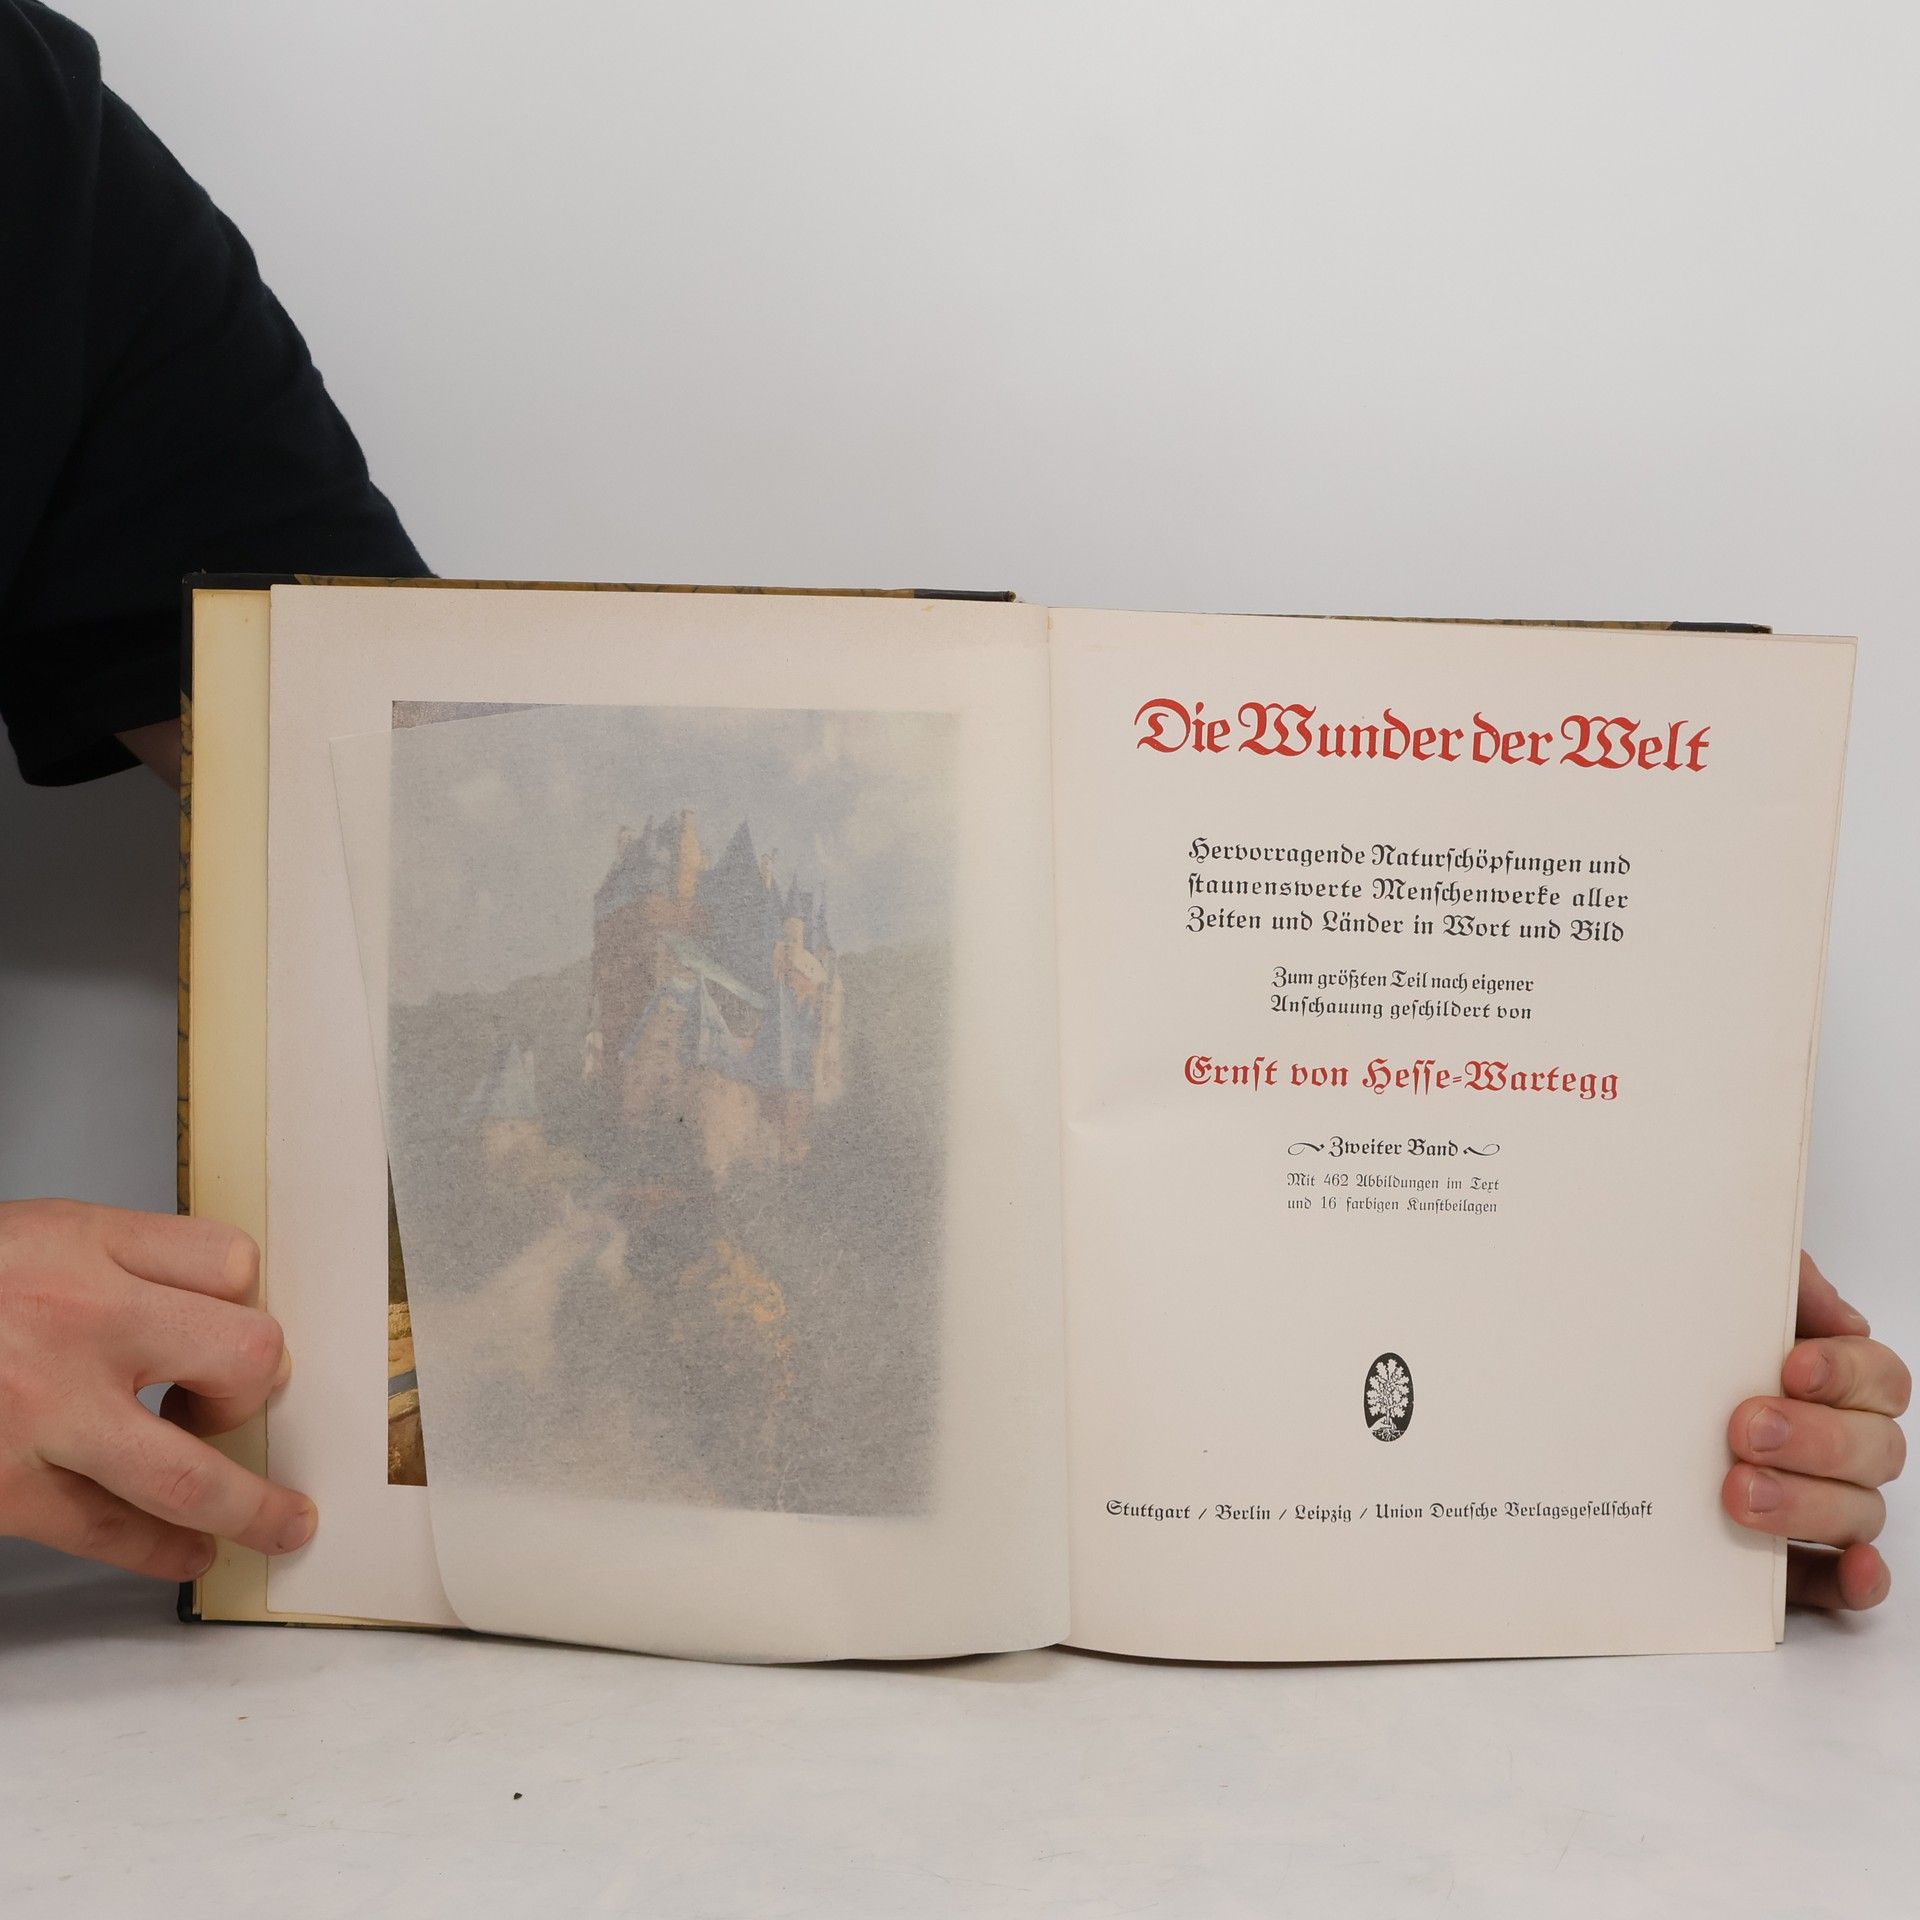 Die Wunder der Welt
Hervorragende Naturschöpfungen und
staunenswerte Menschenwerke aller
Zeiten und Länder in Wort und Bild
Zum größten Teil nach eigener
Anschauung geschildert von
Ernst von Hesse-Wartegg
Zweiter Band
Mit 462 Abbildungen im Text
und 16 farbigen Kunstbeilagen
Stuttgart / Berlin / Leipzig / Union Deutsche Verlagsgesellschaft